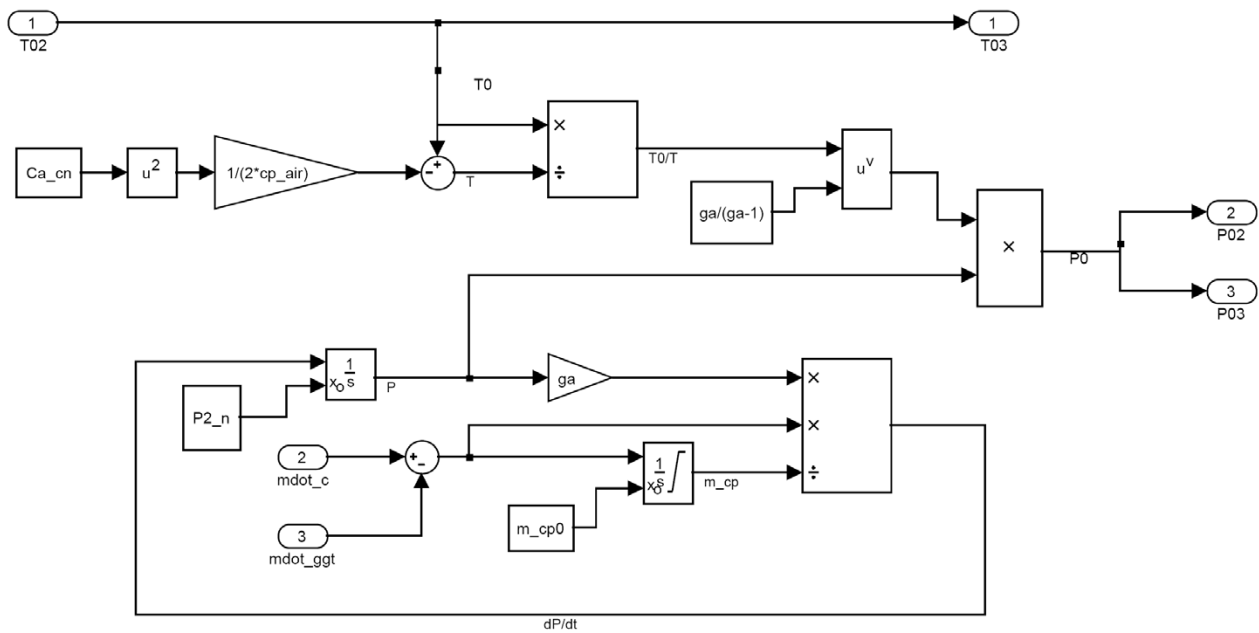 1
T02
1
T03
T0
Ca_cn
u²
1/(2*cp_air)
- +
T
×
÷
T0/T
ga/(ga-1)
u^v
×
P0
2
P02
3
P03
1
s
xo
P
P2_n
ga
2
mdot_c
+ -
3
mdot_ggt
1
s
xo
m_cp0
m_cp
×
×
÷
dP/dt